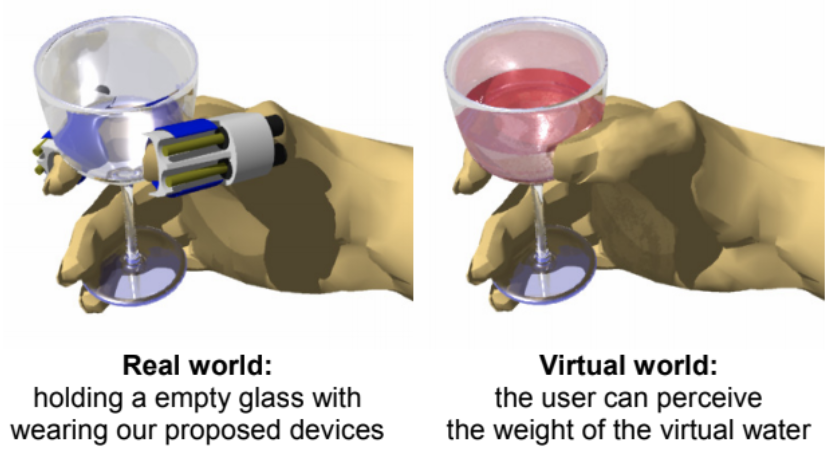 Real world:
holding a empty glass with
wearing our proposed devices
Virtual world:
the user can perceive
the weight of the virtual water